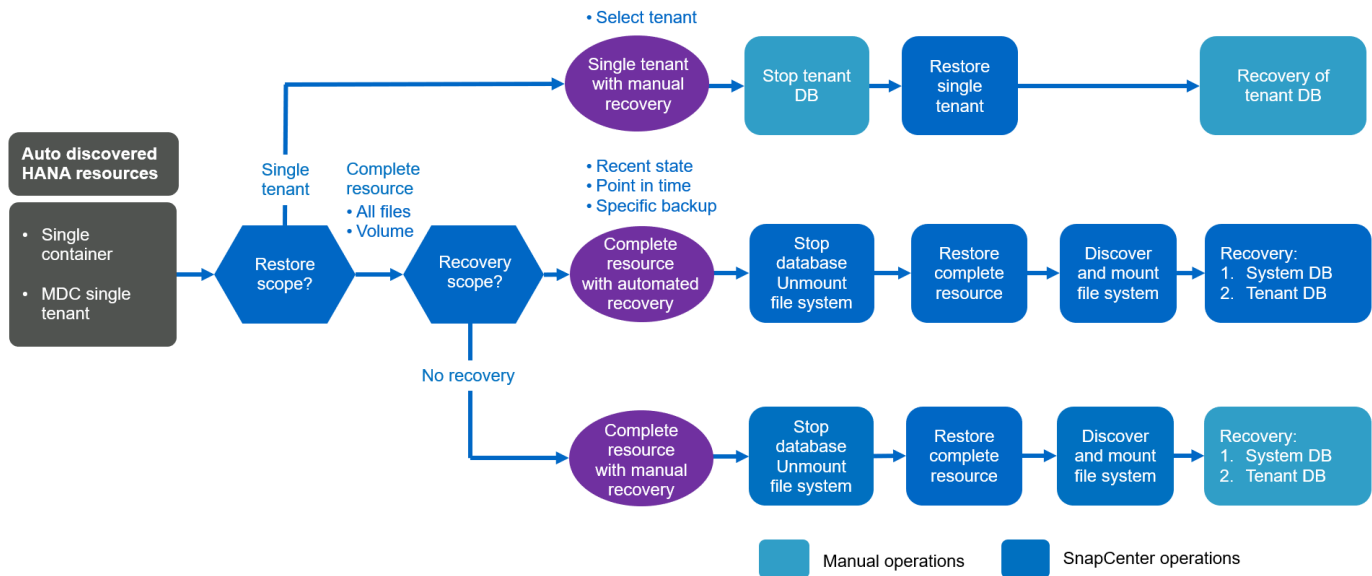 • Select tenant
Single tenant
with manual
recovery
Stop tenant
DB
Restore
single
tenant
Recovery of
tenant DB
Auto discovered
HANA resources
• Single
container
• MDC single
tenant
Single
tenant
Complete
resource
• All files
• Volume
• Recent state
• Point in time
• Specific backup
Restore
scope?
Recovery
scope?
Complete
resource
with automated
recovery
Stop
database
Unmount
file system
Restore
complete
resource
Discover
and mount
file system
Recovery:
1. System DB
2. Tenant DB
No recovery
Complete
resource
with manual
recovery
Stop
database
Unmount
file system
Restore
complete
resource
Discover
and mount
file system
Recovery:
1. System DB
2. Tenant DB
Manual operations
SnapCenter operations